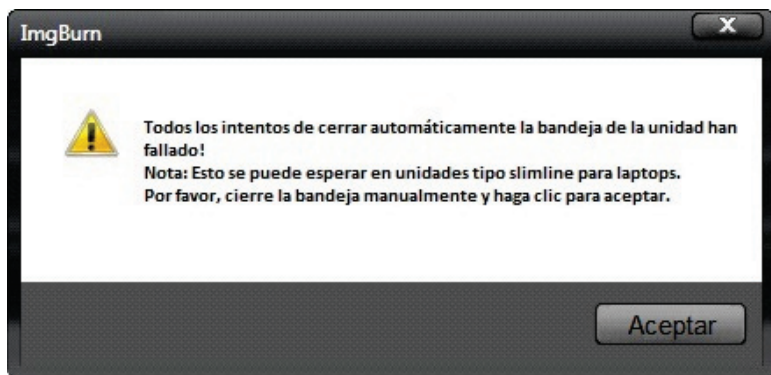 ImgBurn
X
Todos los intentos de cerrar automáticamente la bandeja de la unidad han
fallado!
Nota: Esto se puede esperar en unidades tipo slimline para laptops.
Por favor, cierre la bandeja manualmente y haga clic para aceptar.
Aceptar